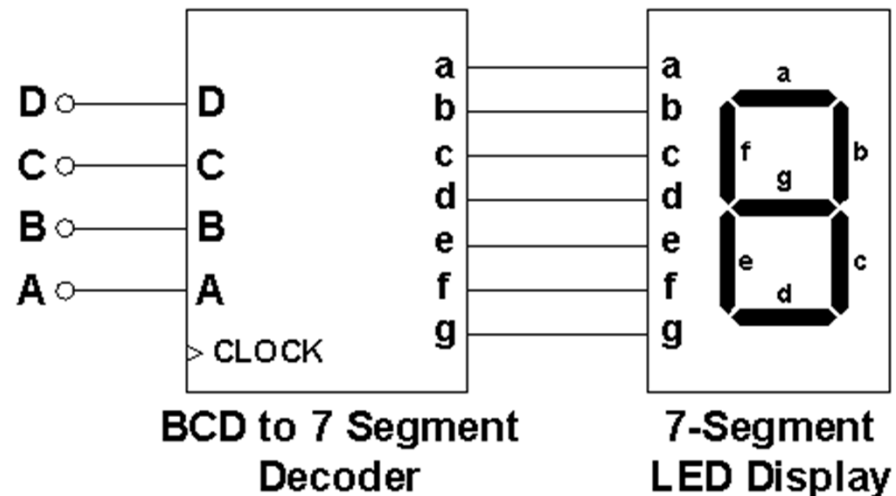 D
C
B
A
D
C
B
A
> CLOCK
a
b
c
d
e
f
g
a
b
c
d
e
f
g
a
f
b
g
e
c
d
BCD to 7 Segment
Decoder
7-Segment
LED Display